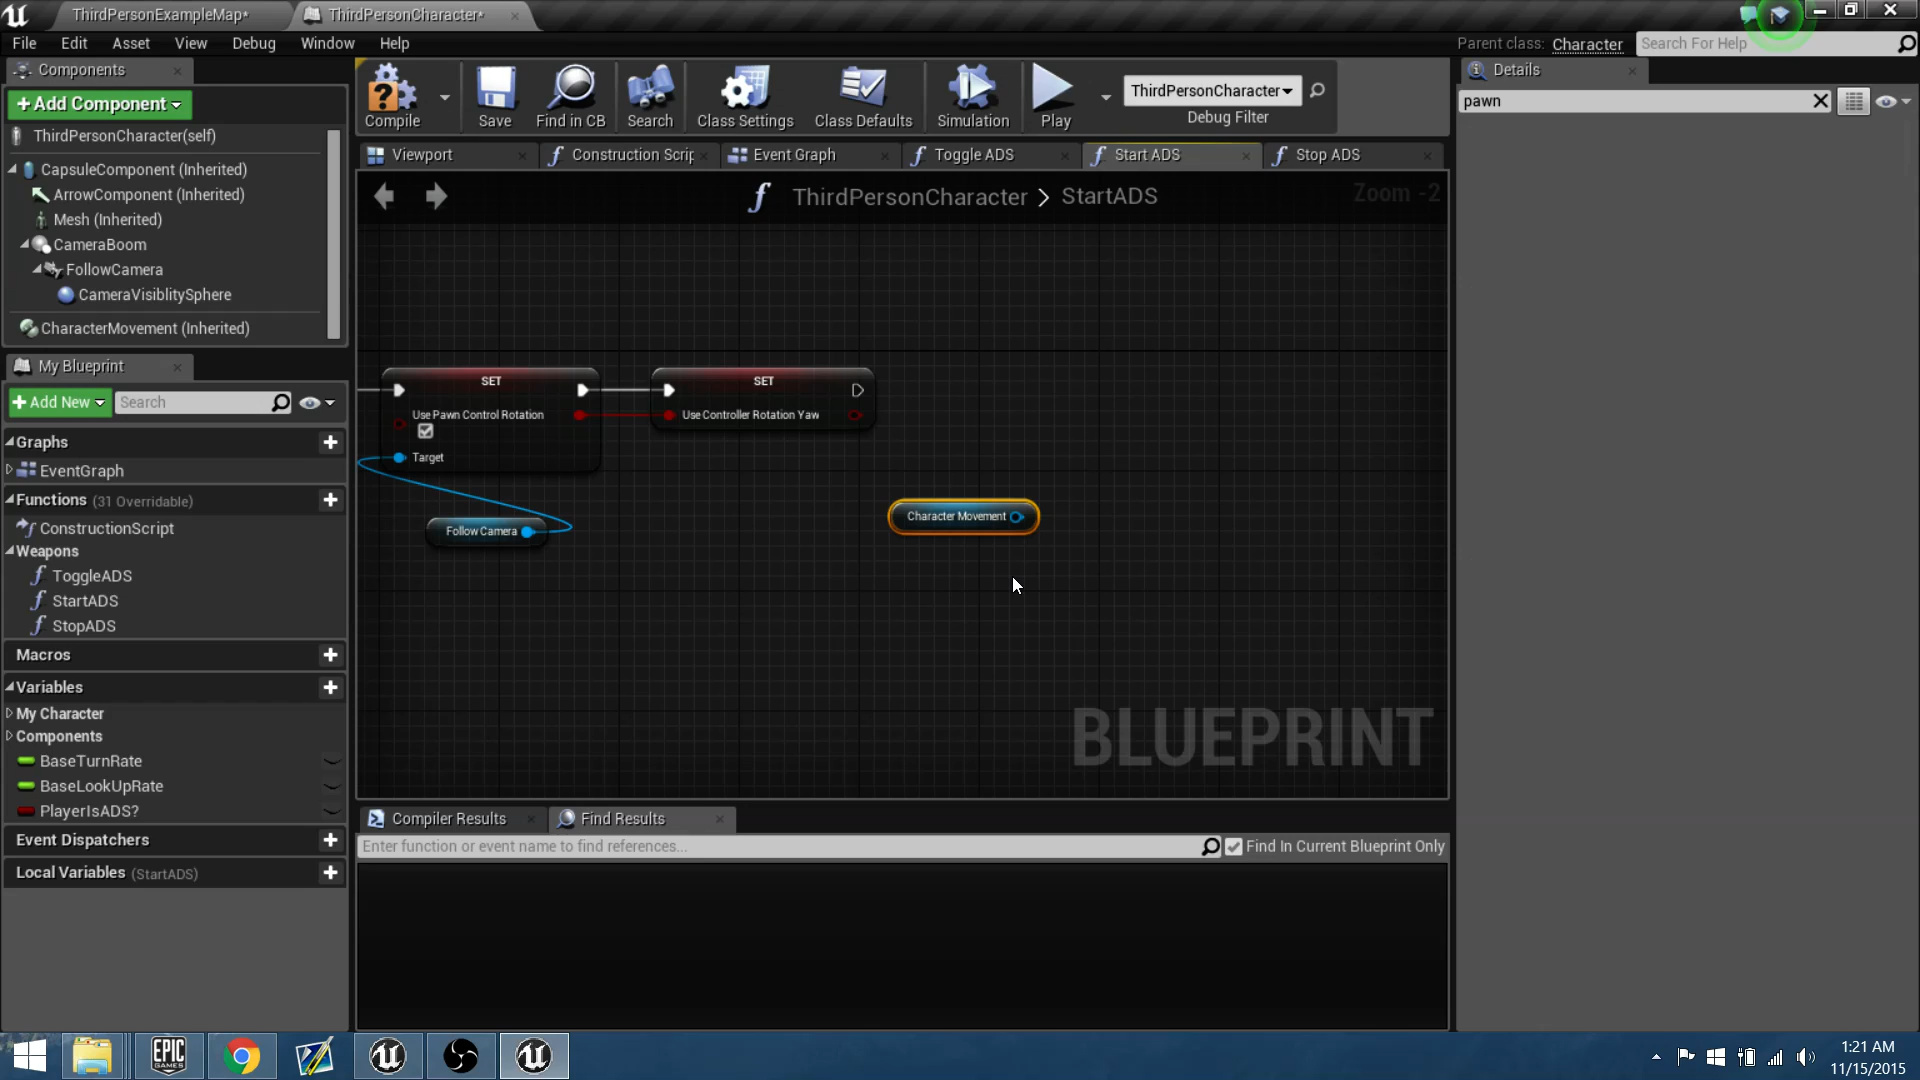 ThirdPersonExampleMap*
ThirdPersonCharacter*
File Edit Asset View Debug Window Help
Parent class: Character
Search For Help
Components
+Add Component
ThirdPersonCharacter(self)
CapsuleComponent (Inherited)
ArrowComponent (Inherited)
Mesh (Inherited)
CameraBoom
FollowCamera
CameraVisiblitySphere
CharacterMovement (Inherited)
My Blueprint
+Add New
Search
Graphs
EventGraph
Functions (31 Overridable)
ConstructionScript
Weapons
ToggleADS
StartADS
StopADS
Macros
Variables
My Character
Components
BaseTurnRate
BaseLookUpRate
PlayerIsADS?
Event Dispatchers
Local Variables (StartADS)
Compile
Save
Find in CB
Search
Class Settings
Class Defaults
Simulation
Play
ThirdPersonCharacter
Debug Filter
Viewport
Construction Scrip
Event Graph
Toggle ADS
Start ADS
Stop ADS
ThirdPersonCharacter > StartADS
Zoom -2
SET
Use Pawn Control Rotation
Target
SET
Use Controller Rotation Yaw
Follow Camera
Character Movement
BLUEPRINT
Compiler Results
Find Results
Enter function or event name to find references...
Find In Current Blueprint Only
Details
pawn
EPIC
GAMES
1:21 AM
11/15/2015